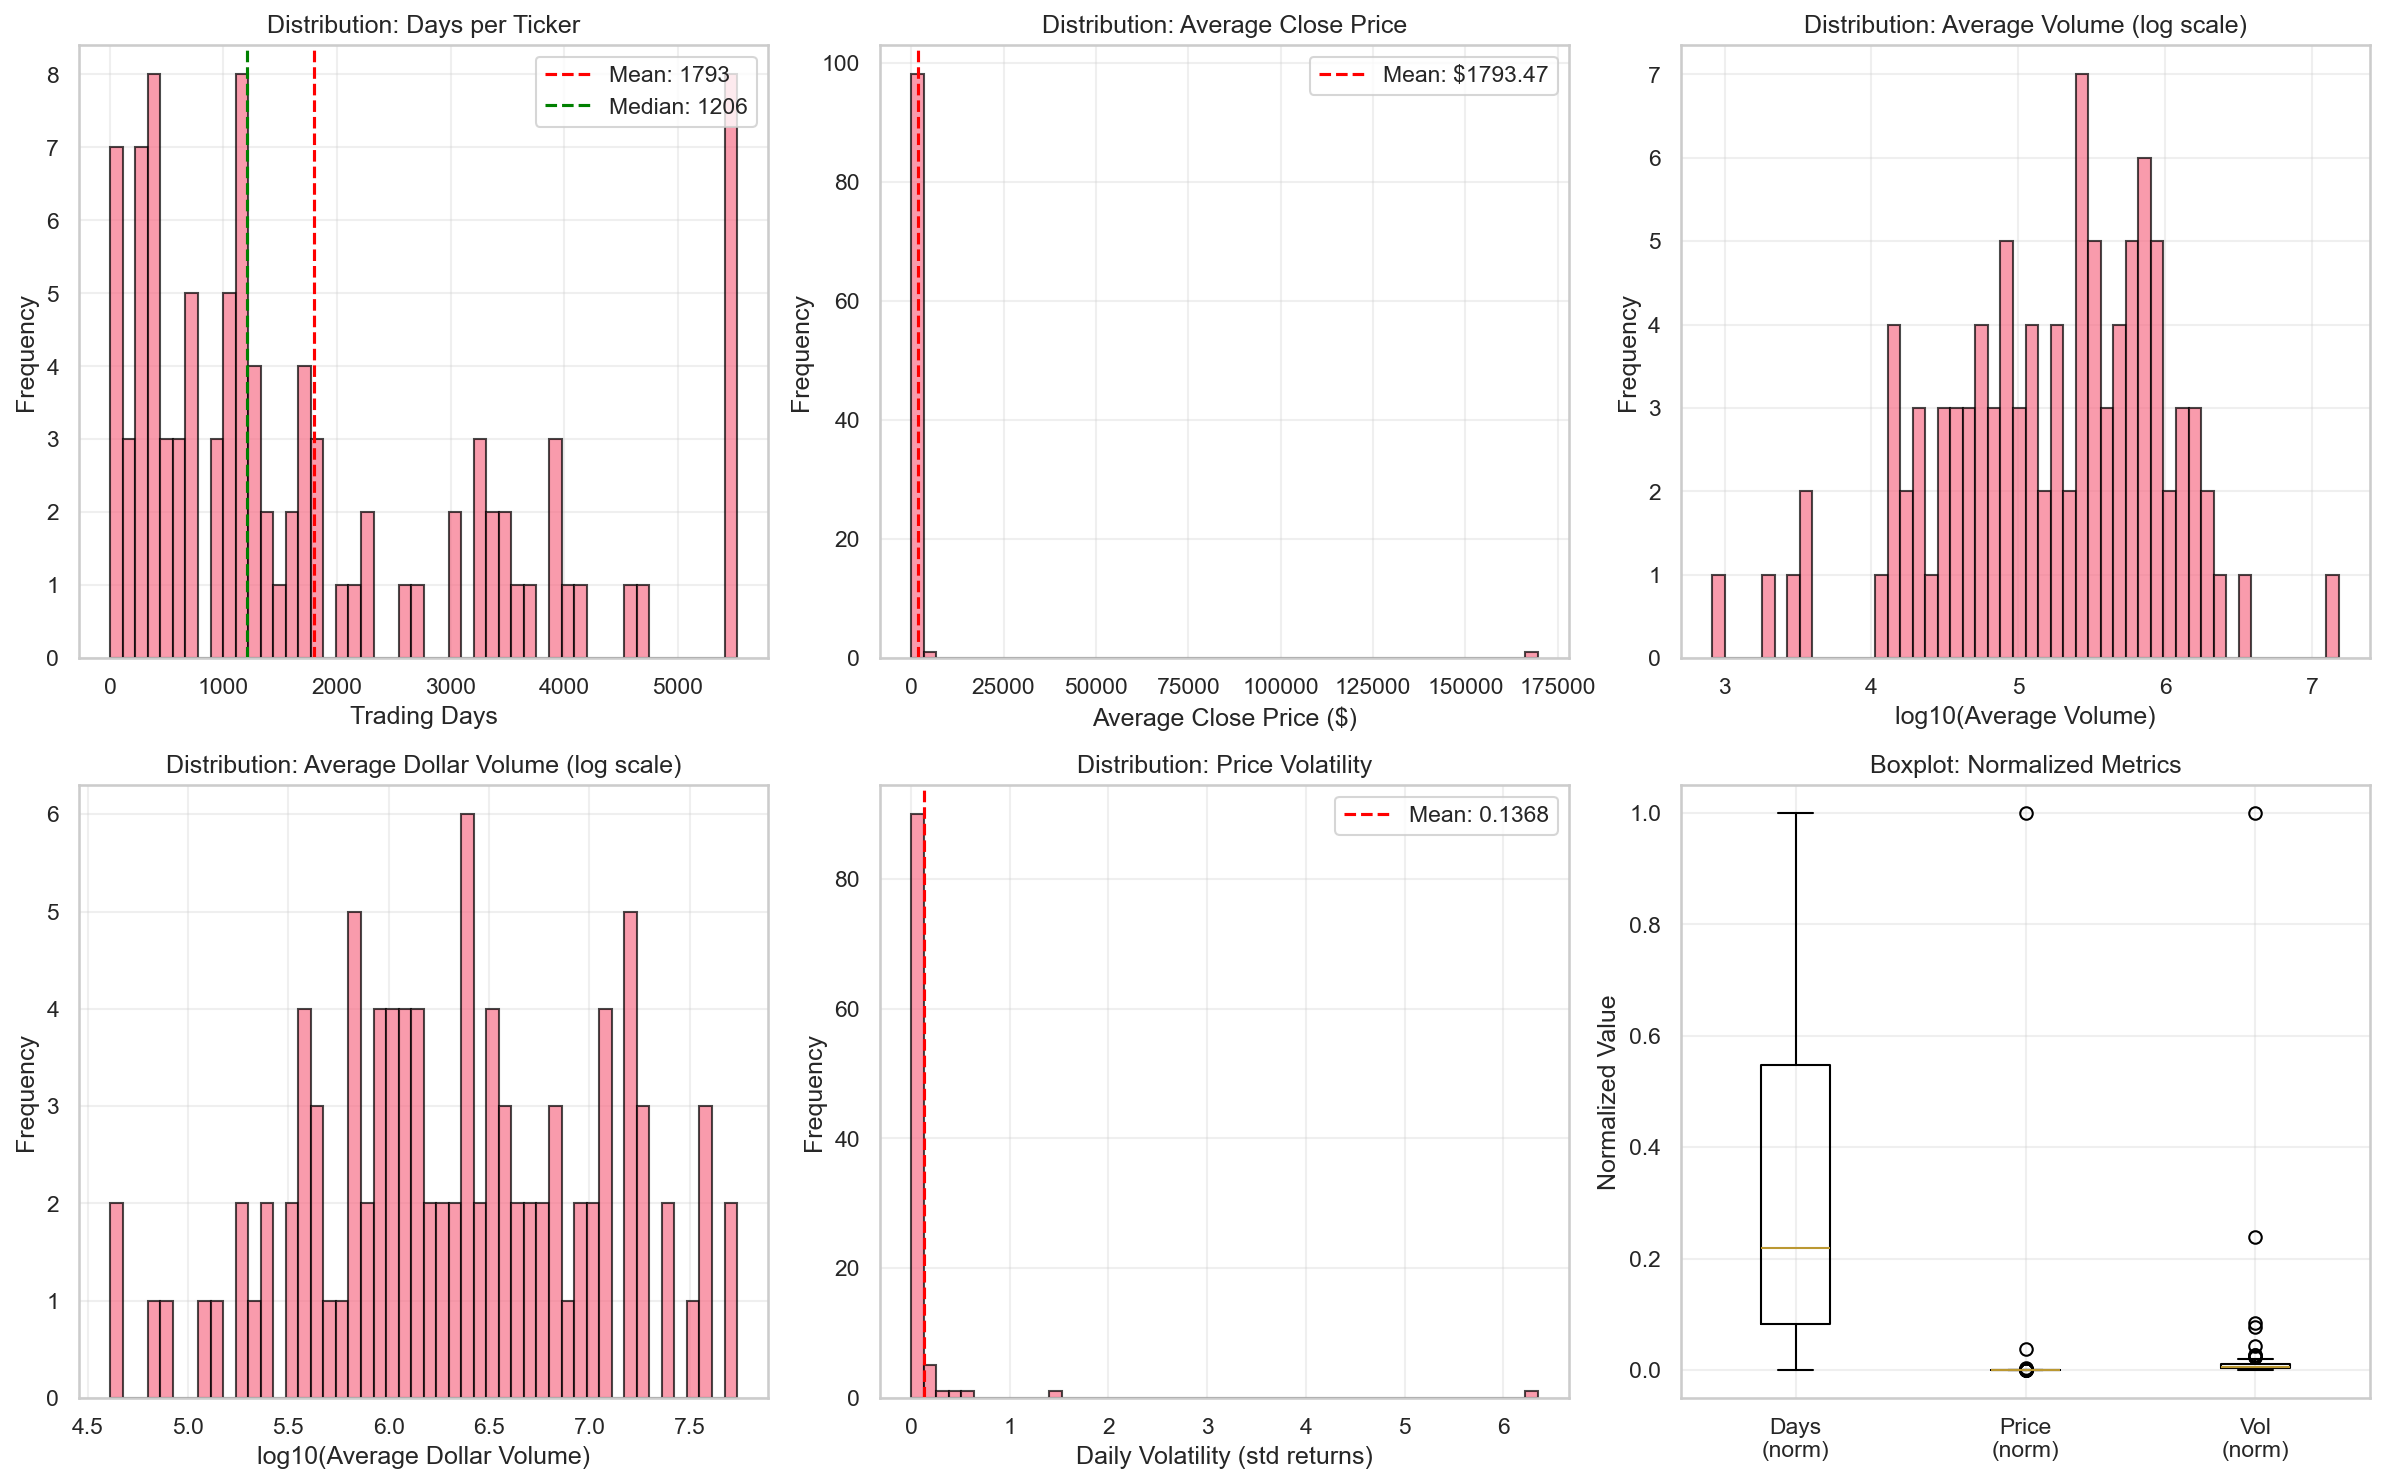 Distribution: Days per Ticker
Mean: 1793
Median: 1206
Frequency
8
7
6
5
4
3
2
1
0
0 1000 2000 3000 4000 5000
Trading Days
Distribution: Average Close Price
Mean: $1793.47
Frequency
100
80
60
40
20
0
0 25000 50000 75000 100000 125000 150000 175000
Average Close Price ($)
Distribution: Average Volume (log scale)
Frequency
7
6
5
4
3
2
1
0
3 4 5 6 7
log10(Average Volume)
Distribution: Average Dollar Volume (log scale)
Frequency
6
5
4
3
2
1
0
4.5 5.0 5.5 6.0 6.5 7.0 7.5
log10(Average Dollar Volume)
Distribution: Price Volatility
Mean: 0.1368
Frequency
80
60
40
20
0
0 1 2 3 4 5 6
Daily Volatility (std returns)
Boxplot: Normalized Metrics
Normalized Value
1.0
0.8
0.6
0.4
0.2
0.0
Days
(norm)
Price
(norm)
Vol
(norm)